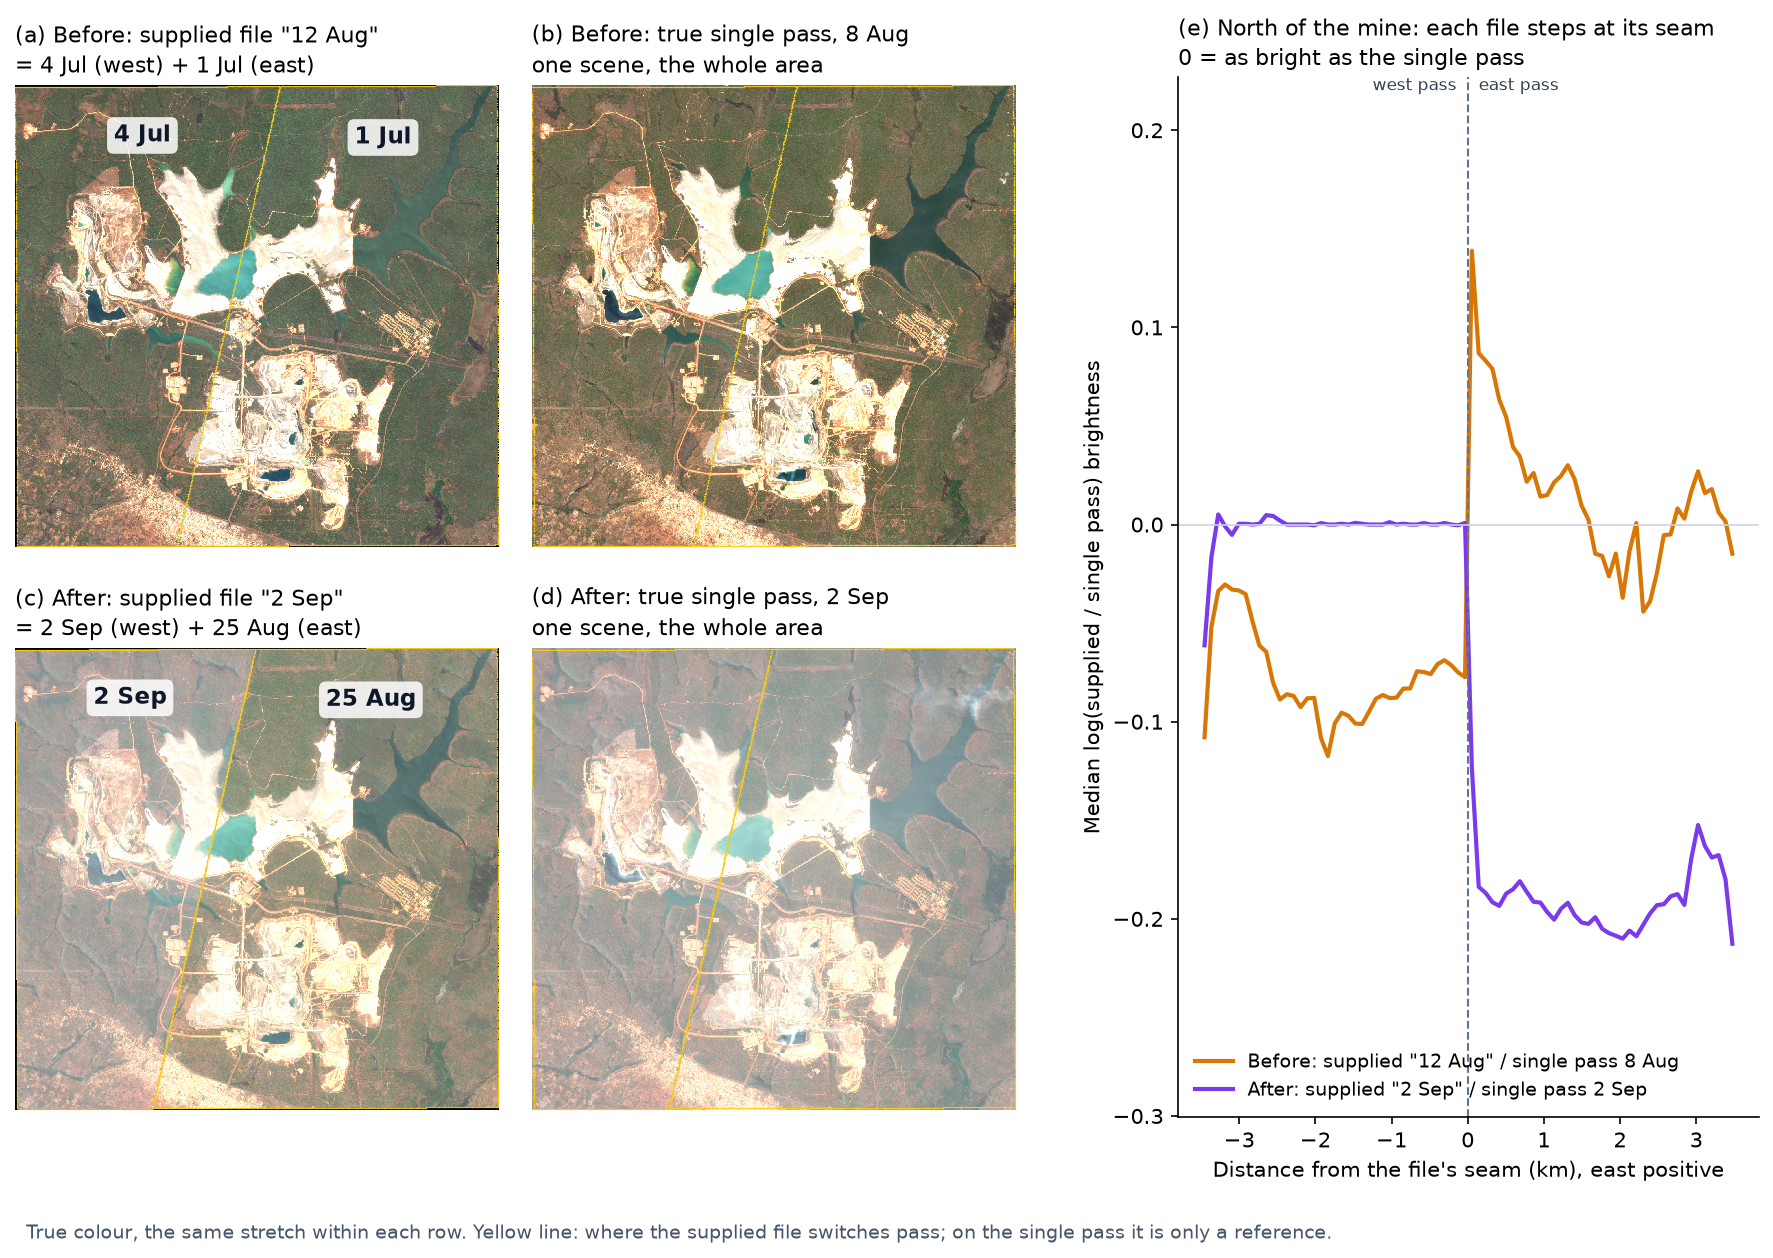 (a) Before: supplied file "12 Aug"
= 4 Jul (west) + 1 Jul (east)
4 Jul
1 Jul
(b) Before: true single pass, 8 Aug
one scene, the whole area
(c) After: supplied file "2 Sep"
= 2 Sep (west) + 25 Aug (east)
2 Sep
25 Aug
(d) After: true single pass, 2 Sep
one scene, the whole area
(e) North of the mine: each file steps at its seam
0 = as bright as the single pass
west pass
east pass
0.2
0.1
0.0
−0.1
−0.2
−0.3
Median log(supplied / single pass) brightness
Before: supplied "12 Aug" / single pass 8 Aug
After: supplied "2 Sep" / single pass 2 Sep
−3
−2
−1
0
1
2
3
Distance from the file's seam (km), east positive
True colour, the same stretch within each row. Yellow line: where the supplied file switches pass; on the single pass it is only a reference.